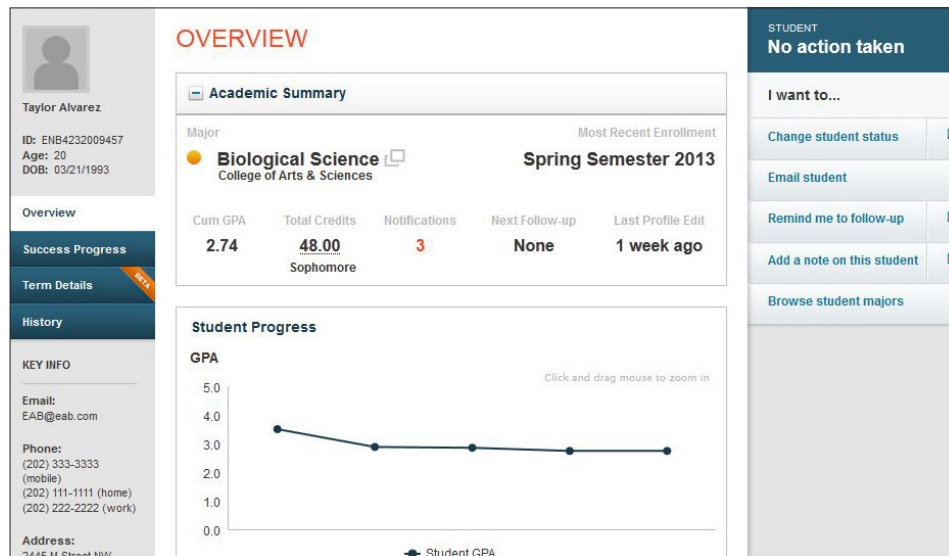 Taylor Alvarez
ID: ENB4232009457
Age: 20
DOB: 03/21/1993
Overview
Success Progress
Term Details
BETA
History
KEY INFO
Email:
EAB@eab.com
Phone:
(202) 333-3333
(mobile)
(202) 111-1111 (home)
(202) 222-2222 (work)
Address:
2445 M Street NW
OVERVIEW
Academic Summary
Major
Most Recent Enrollment
Biological Science
Spring Semester 2013
College of Arts & Sciences
Cum GPA Total Credits Notifications Next Follow-up Last Profile Edit
2.74 48.00 3 None 1 week ago
Sophomore
Student Progress
GPA
Click and drag mouse to zoom in
5.0
4.0
3.0
2.0
1.0
0.0
Student GPA
STUDENT
No action taken
I want to...
Change student status
Email student
Remind me to follow-up
Add a note on this student
Browse student majors